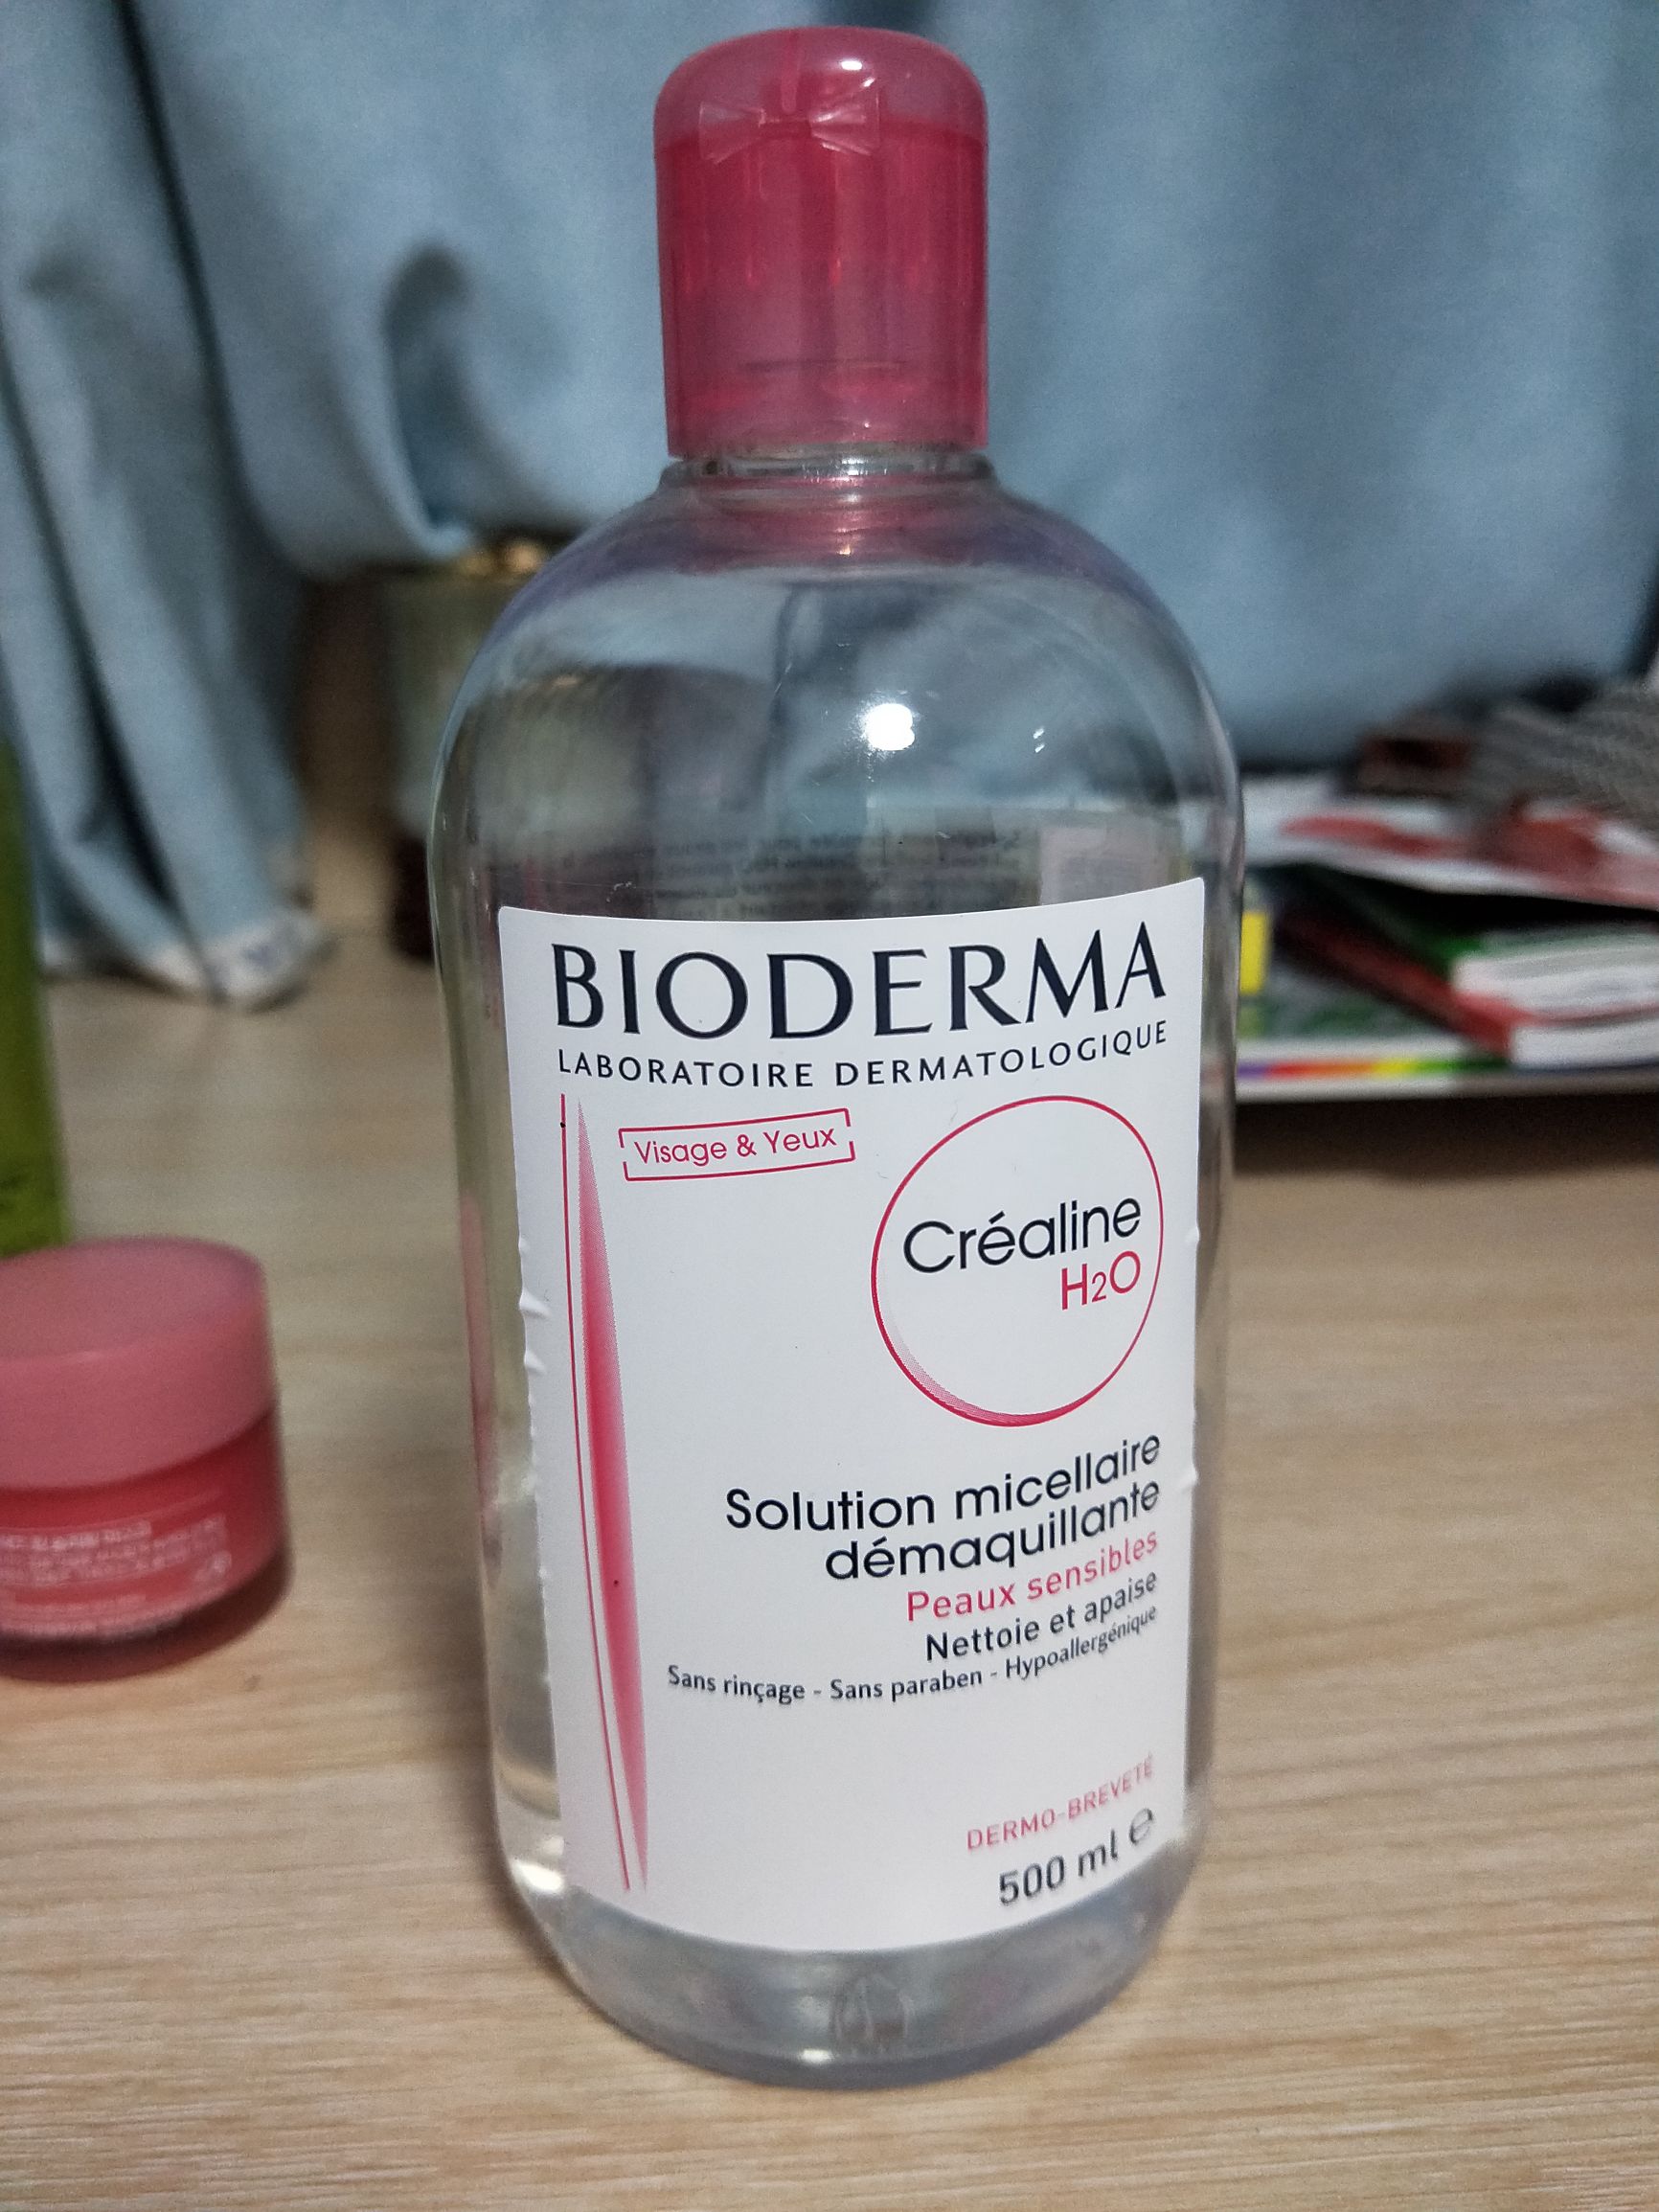 BIODERMA
LABORATOIRE DERMATOLOGIQUE
Visage & Yeux
Créaline
H2O
Solution micellaire
démaquillante
Peaux sensibles
Nettoie et apaise
Sans rinçage - Sans paraben - Hypoallergénique
DERMO-BREVETÉ
500 ml ℮